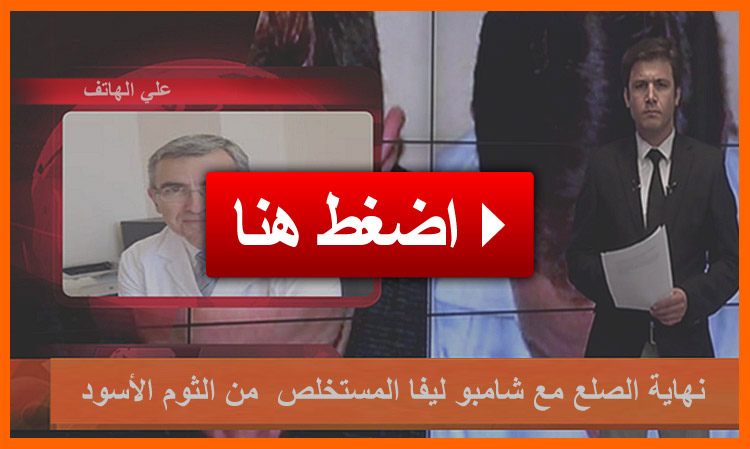 علي الهاتف
اضغط هنا
نهاية الصلع مع شامبو ليفا المستخلص من الثوم الأسود